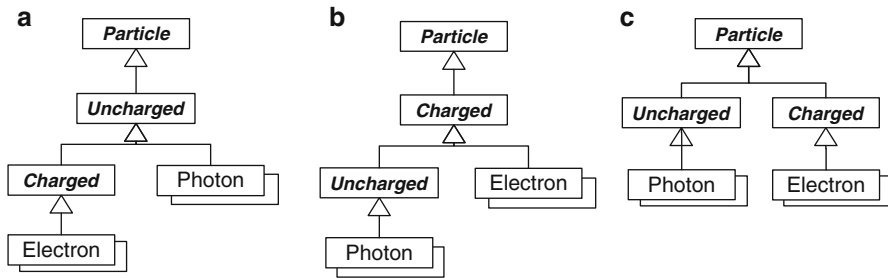 a
Particle
Uncharged
Charged
Photon
Electron
b
Particle
Charged
Uncharged
Electron
Photon
c
Particle
Uncharged
Charged
Photon
Electron